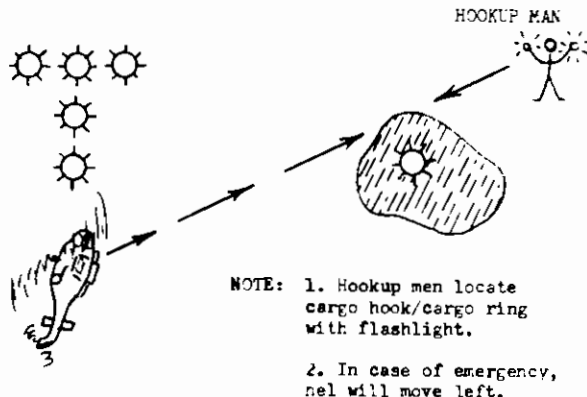 HOOKUP MAN
NOTE: 1. Hookup men locate
cargo hook/cargo ring
with flashlight.
2. In case of emergency,
nel will move left.